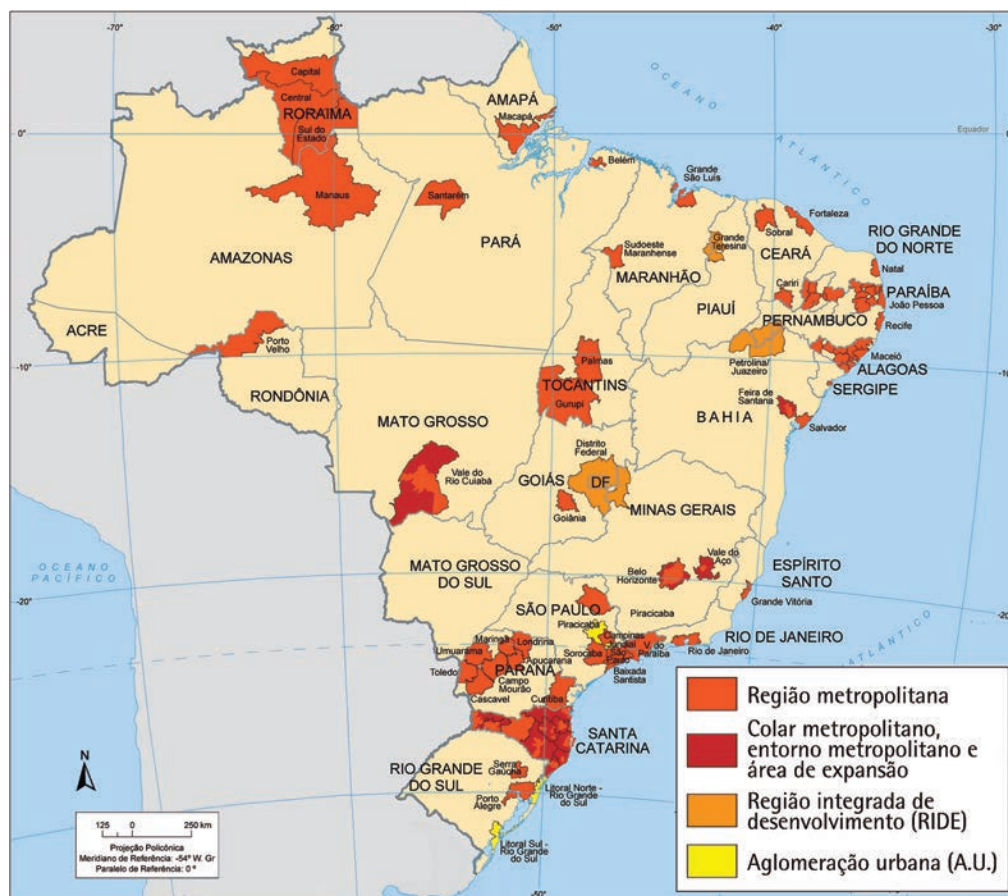 -70°
-60°
-50°
-40°
-30°
OCEANO
ATLÂNTICO
Equador
0°
0°
Capital
Central
RORAIMA
Sul do
Estado
AMAPÁ
Macapá
Manaus
Santarém
Belém
Grande
São Luís
Fortaleza
Sobral
RIO GRANDE
DO NORTE
AMAZONAS
PARÁ
Sudoeste
Maranhense
Grande
Teresina
CEARÁ
MARANHÃO
Natal
Cariri
PARAÍBA
João Pessoa
PIAUÍ
PERNAMBUCO
Recife
ACRE
Porto
Velho
Petrolina/
Juazeiro
Maceió
ALAGOAS
-10°
-10°
Palmas
TOCANTINS
Gurupi
SERGIPE
RONDÔNIA
Feira de
Santana
BAHIA
Salvador
MATO GROSSO
Vale do
Rio Cuiabá
Distrito
Federal
GOIÁS
DF
Goiânia
MINAS GERAIS
OCEANO
PACÍFICO
MATO GROSSO
DO SUL
Belo
Horizonte
Vale do
Aço
ESPÍRITO
SANTO
Grande Vitória
-20°
-20°
SÃO PAULO
Piracicaba
Piracicaba
Campinas
Jundiaí
Sorocaba
São
Paulo
V. do
Paraíba
RIO DE JANEIRO
Rio de Janeiro
Baixada
Santista
ATLÂNTICO
Maringá
Londrina
Umuarama
Apucarana
Toledo
PARANÁ
Campo
Mourão
Cascavel
Curitiba
SANTA
CATARINA
RIO GRANDE
DO SUL
Serra
Gaúcha
Litoral Norte -
Rio Grande
do Sul
Porto
Alegre
Litoral Sul -
Rio Grande
do Sul
-50°
N
125 0 250 km
Projeção Policônica
Meridiano de Referência: -54° W. Gr
Paralelo de Referência: 0°
Região metropolitana
Colar metropolitano,
entorno metropolitano e
área de expansão
Região integrada de
desenvolvimento (RIDE)
Aglomeração urbana (A.U.)